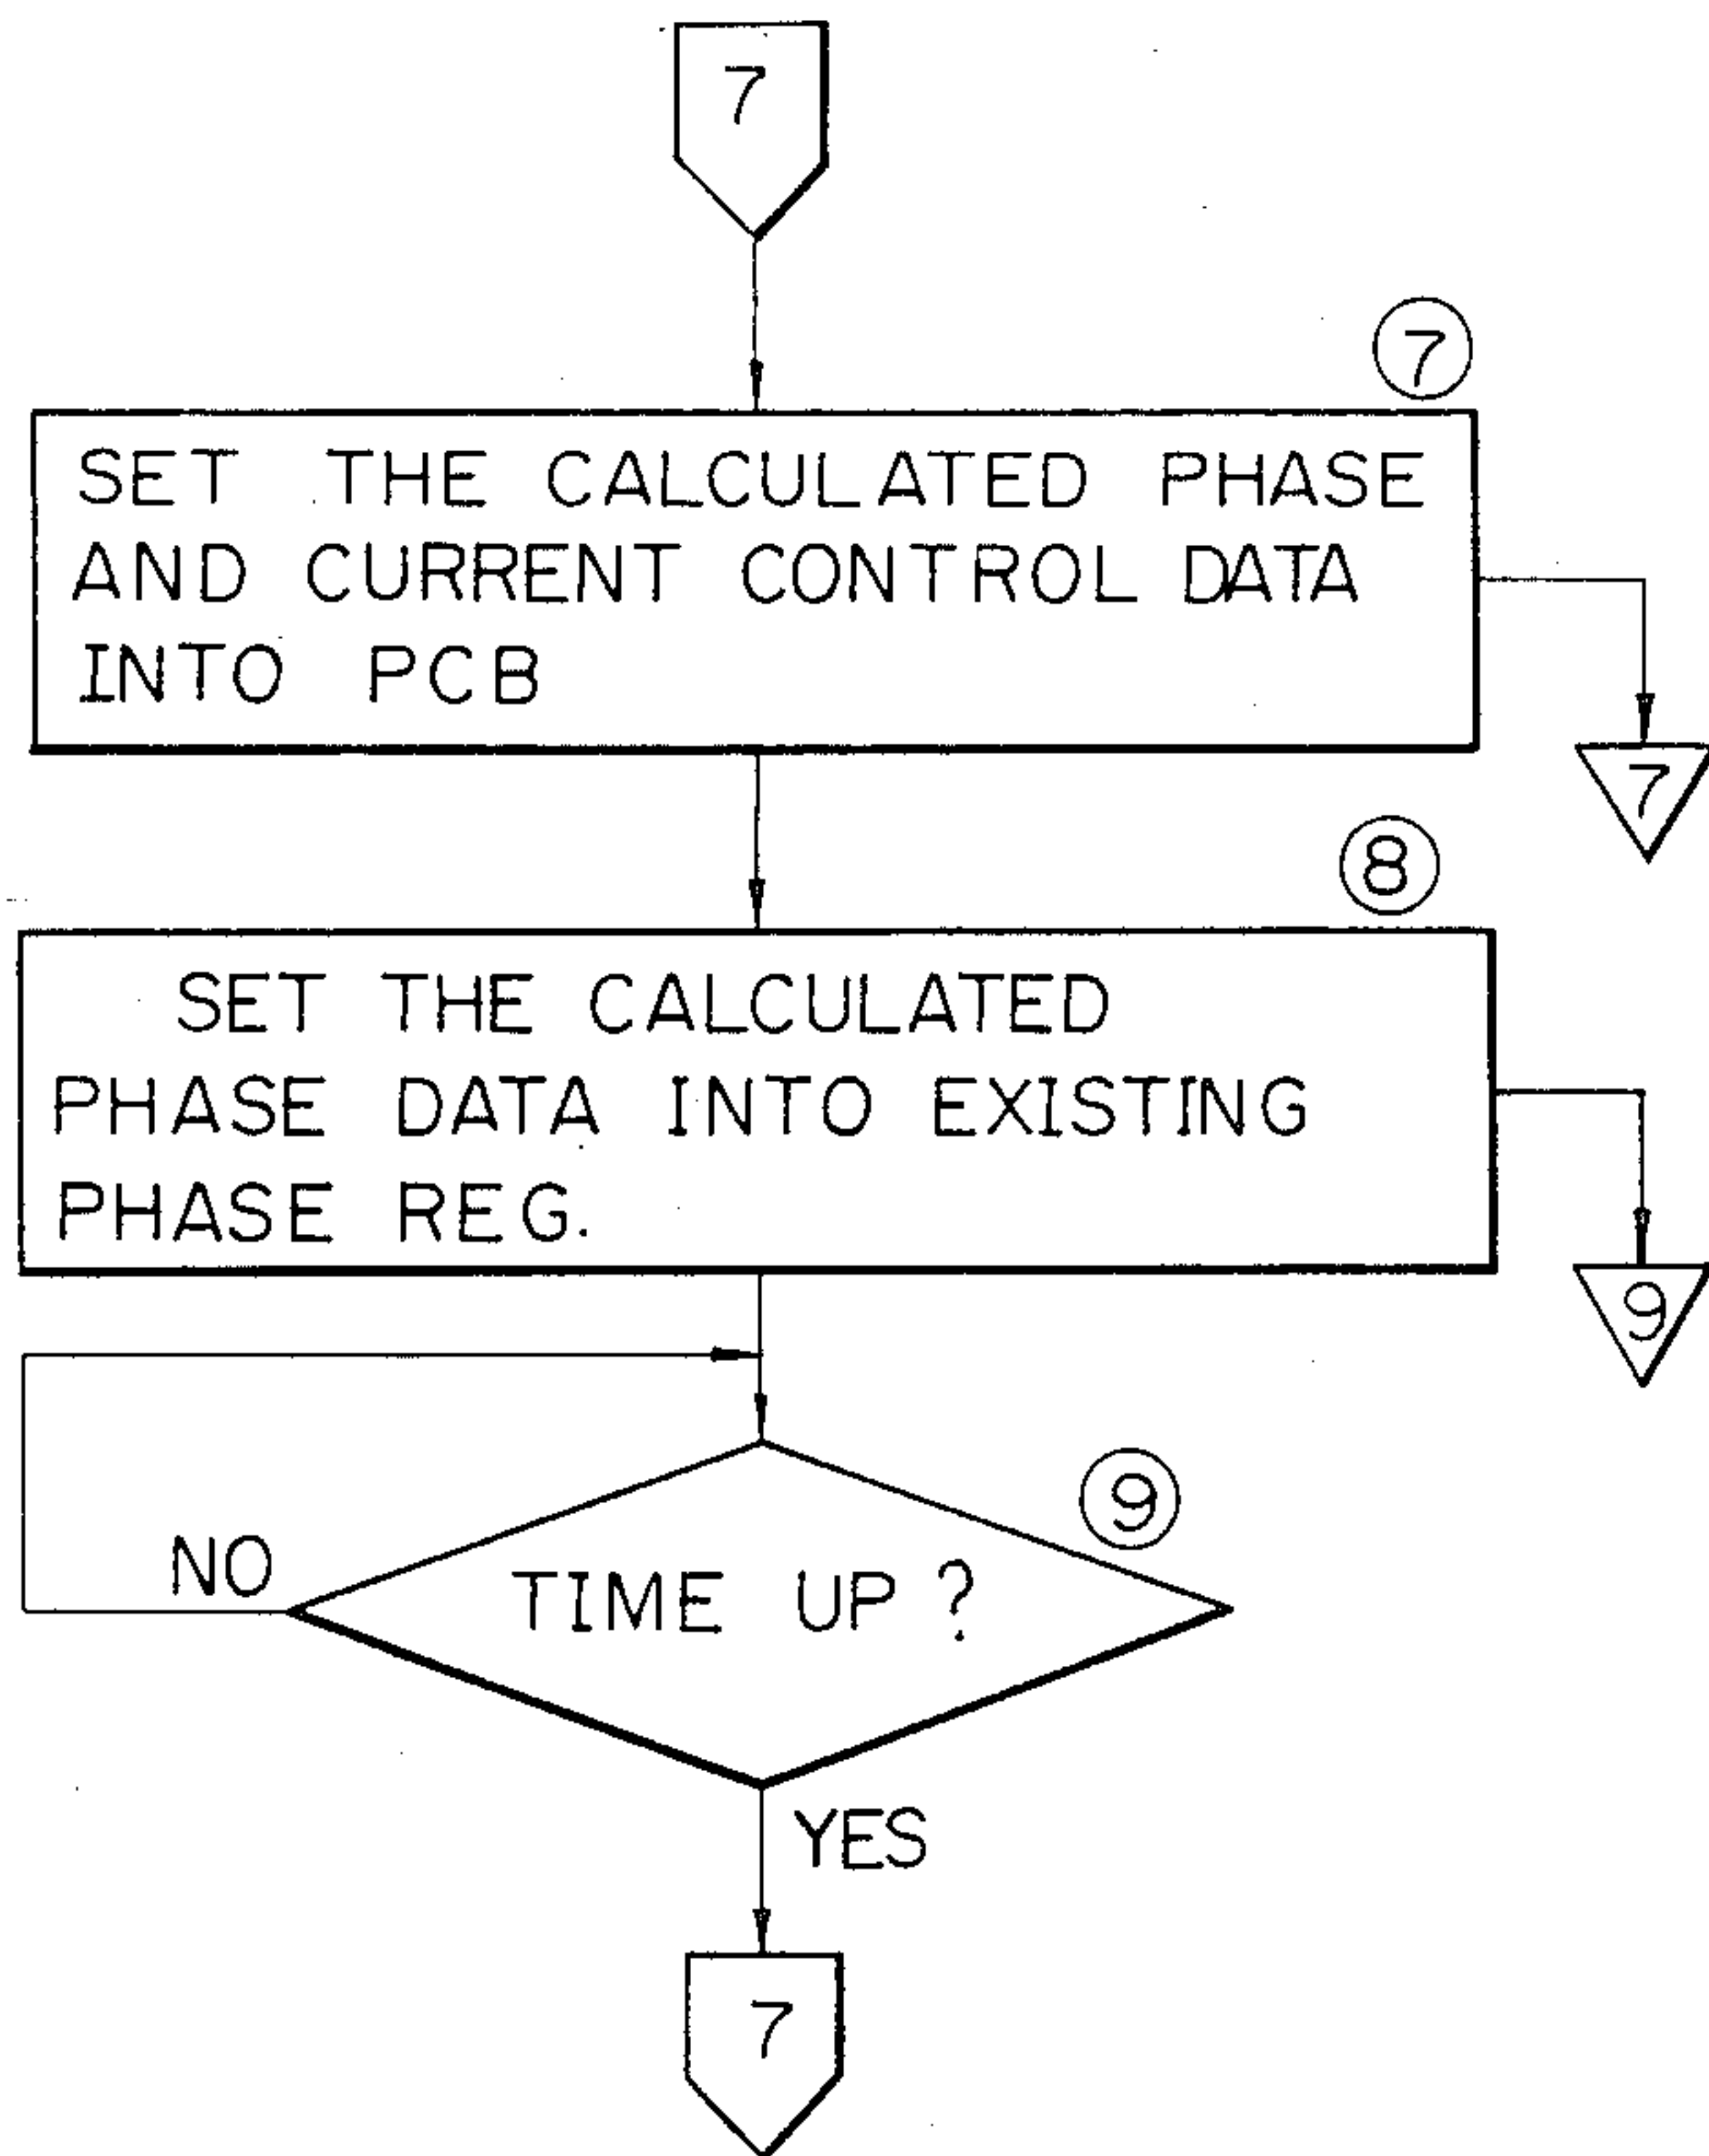 7
7
SET THE CALCULATED PHASE
AND CURRENT CONTROL DATA
INTO PCB
7
8
SET THE CALCULATED
PHASE DATA INTO EXISTING
PHASE REG.
9
9
NO
TIME UP ?
YES
7